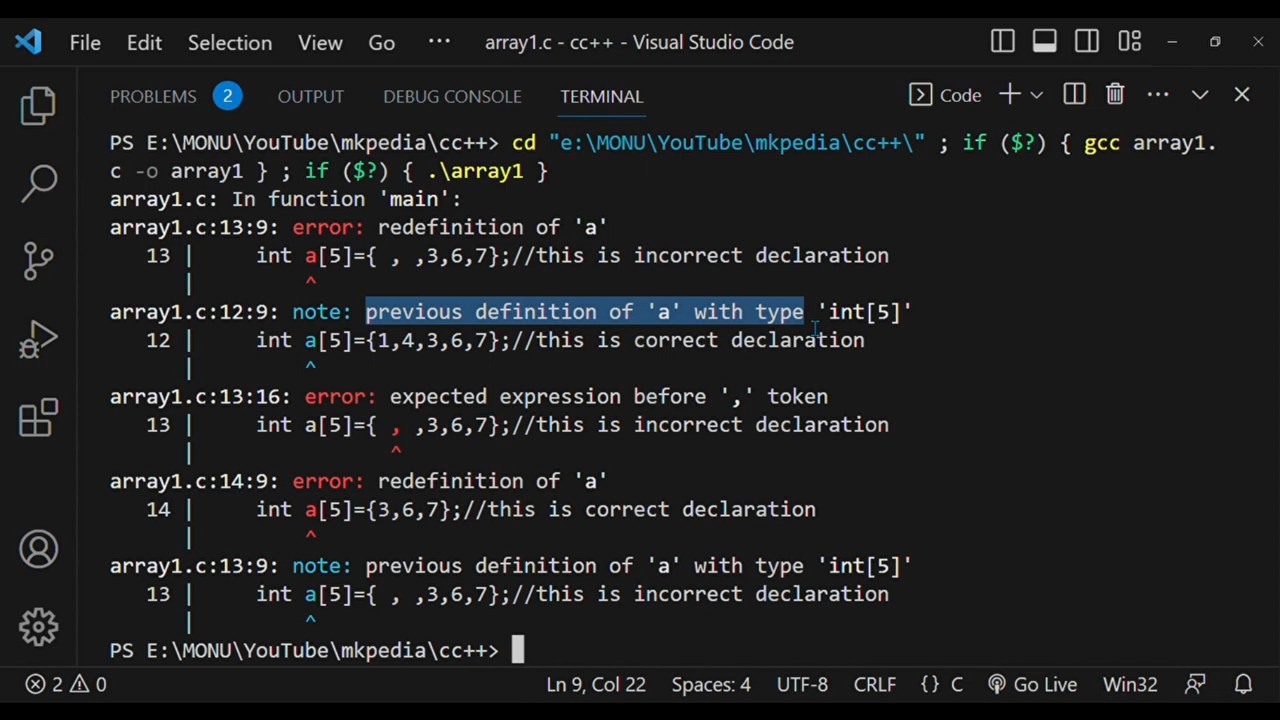 File Edit Selection View Go ··· array1.c - cc++ - Visual Studio Code
PROBLEMS 2 OUTPUT DEBUG CONSOLE TERMINAL Code
PS E:\MONU\YouTube\mkpedia\cc++> cd "e:\MONU\YouTube\mkpedia\cc++\" ; if ($?) { gcc array1.
c -o array1 } ; if ($?) { .\array1 }
array1.c: In function 'main':
array1.c:13:9: error: redefinition of 'a'
13 | int a[5]={ , ,3,6,7};//this is incorrect declaration
| ^
array1.c:12:9: note: previous definition of 'a' with type 'int[5]'
12 | int a[5]={1,4,3,6,7};//this is correct declaration
| ^
array1.c:13:16: error: expected expression before ',' token
13 | int a[5]={ , ,3,6,7};//this is incorrect declaration
| ^
array1.c:14:9: error: redefinition of 'a'
14 | int a[5]={3,6,7};//this is correct declaration
| ^
array1.c:13:9: note: previous definition of 'a' with type 'int[5]'
13 | int a[5]={ , ,3,6,7};//this is incorrect declaration
| ^
PS E:\MONU\YouTube\mkpedia\cc++>
2 0 Ln 9, Col 22 Spaces: 4 UTF-8 CRLF {} C Go Live Win32